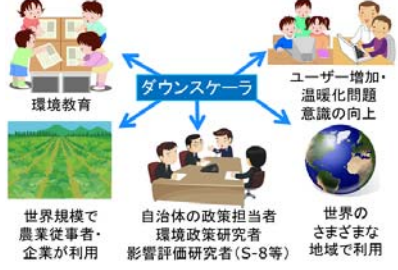 環境教育
ダウンスケーラ
ユーザー増加・
温暖化問題
意識の向上
世界規模で
農業従事者・
企業が利用
自治体の政策担当者
環境政策研究者
影響評価研究者(S-8等)
世界の
さまざまな
地域で利用